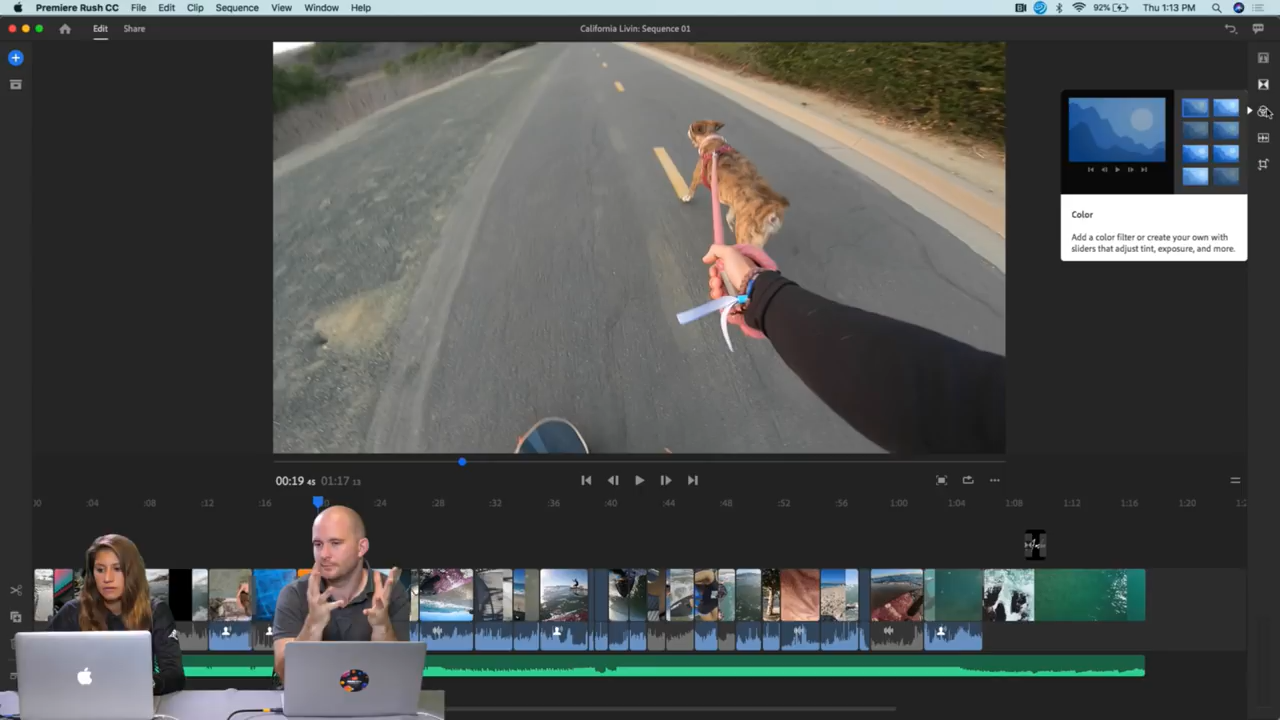 Premiere Rush CC File Edit Clip Sequence View Window Help 92% Thu 1:13 PM
Edit Share California Livin: Sequence 01
Color
Add a color filter or create your own with
sliders that adjust tint, exposure, and more.
00:19 45 01:17 13
:00 :04 :08 :12 :16 :24 :28 :32 :36 :40 :44 :48 :52 :56 1:00 1:04 1:08 1:12 1:16 1:20